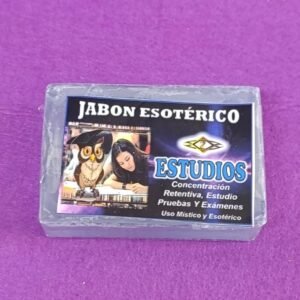 JABON ESOTÉRICO
ESTUDIOS
Concentración
Retentiva, Estudio
Pruebas Y Exámenes
Uso Místico y Esotérico